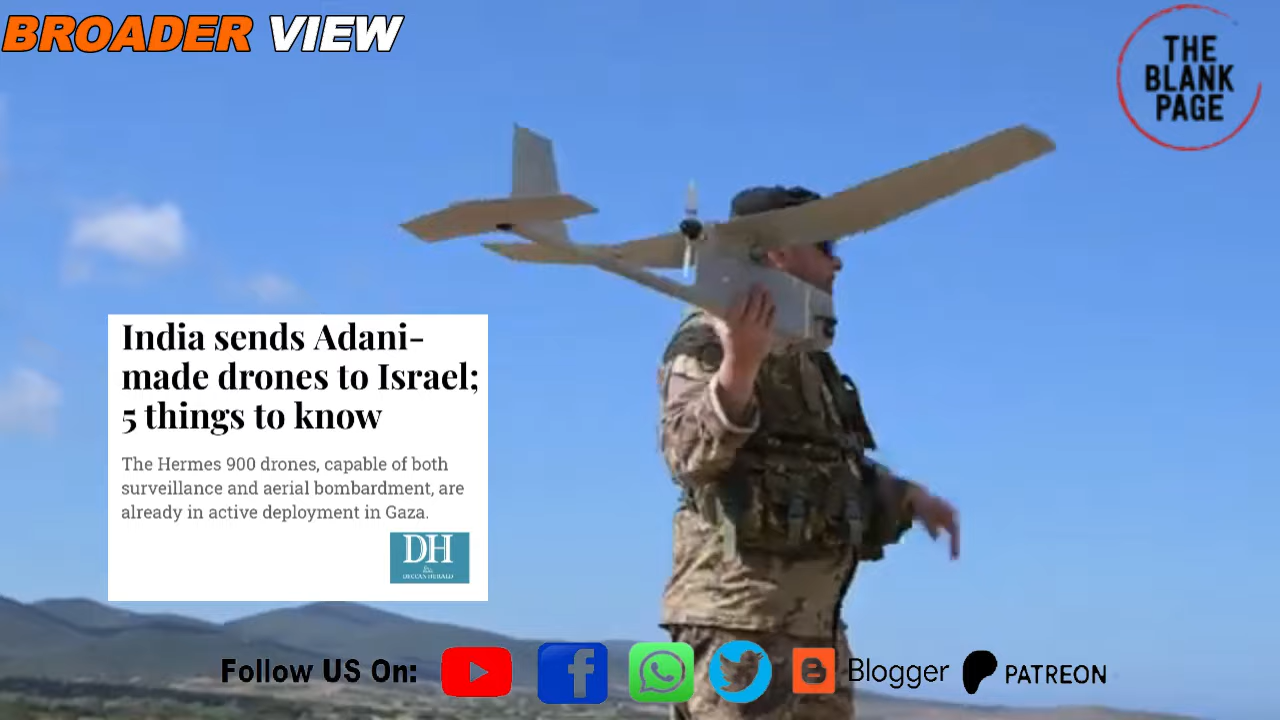 BROADER VIEW
THE
BLANK
PAGE
India sends Adani-
made drones to Israel;
5 things to know
The Hermes 900 drones, capable of both
surveillance and aerial bombardment, are
already in active deployment in Gaza.
DH
DECCAN HERALD
Follow US On:
Blogger
PATREON